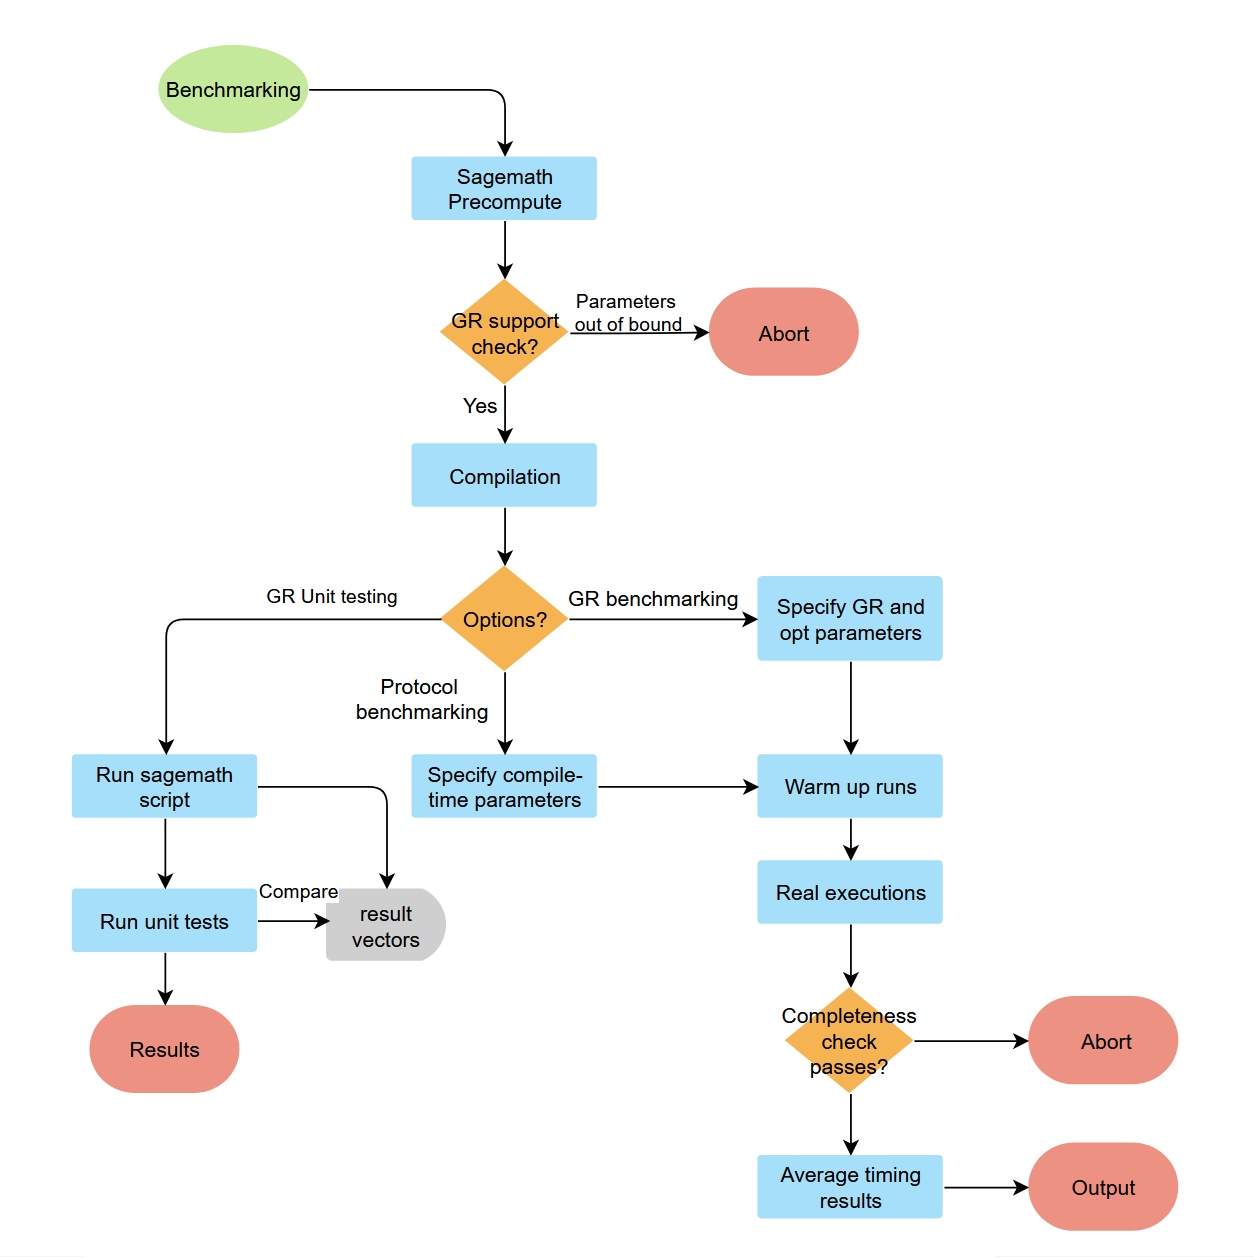 Benchmarking
Sagemath
Precompute
GR support
check?
Parameters
out of bound
Abort
Yes
Compilation
GR Unit testing
Options?
GR benchmarking
Specify GR and
opt parameters
Protocol
benchmarking
Run sagemath
script
Specify compile-
time parameters
Warm up runs
Real executions
Run unit tests
Compare
result
vectors
Results
Completeness
check
passes?
Abort
Average timing
results
Output